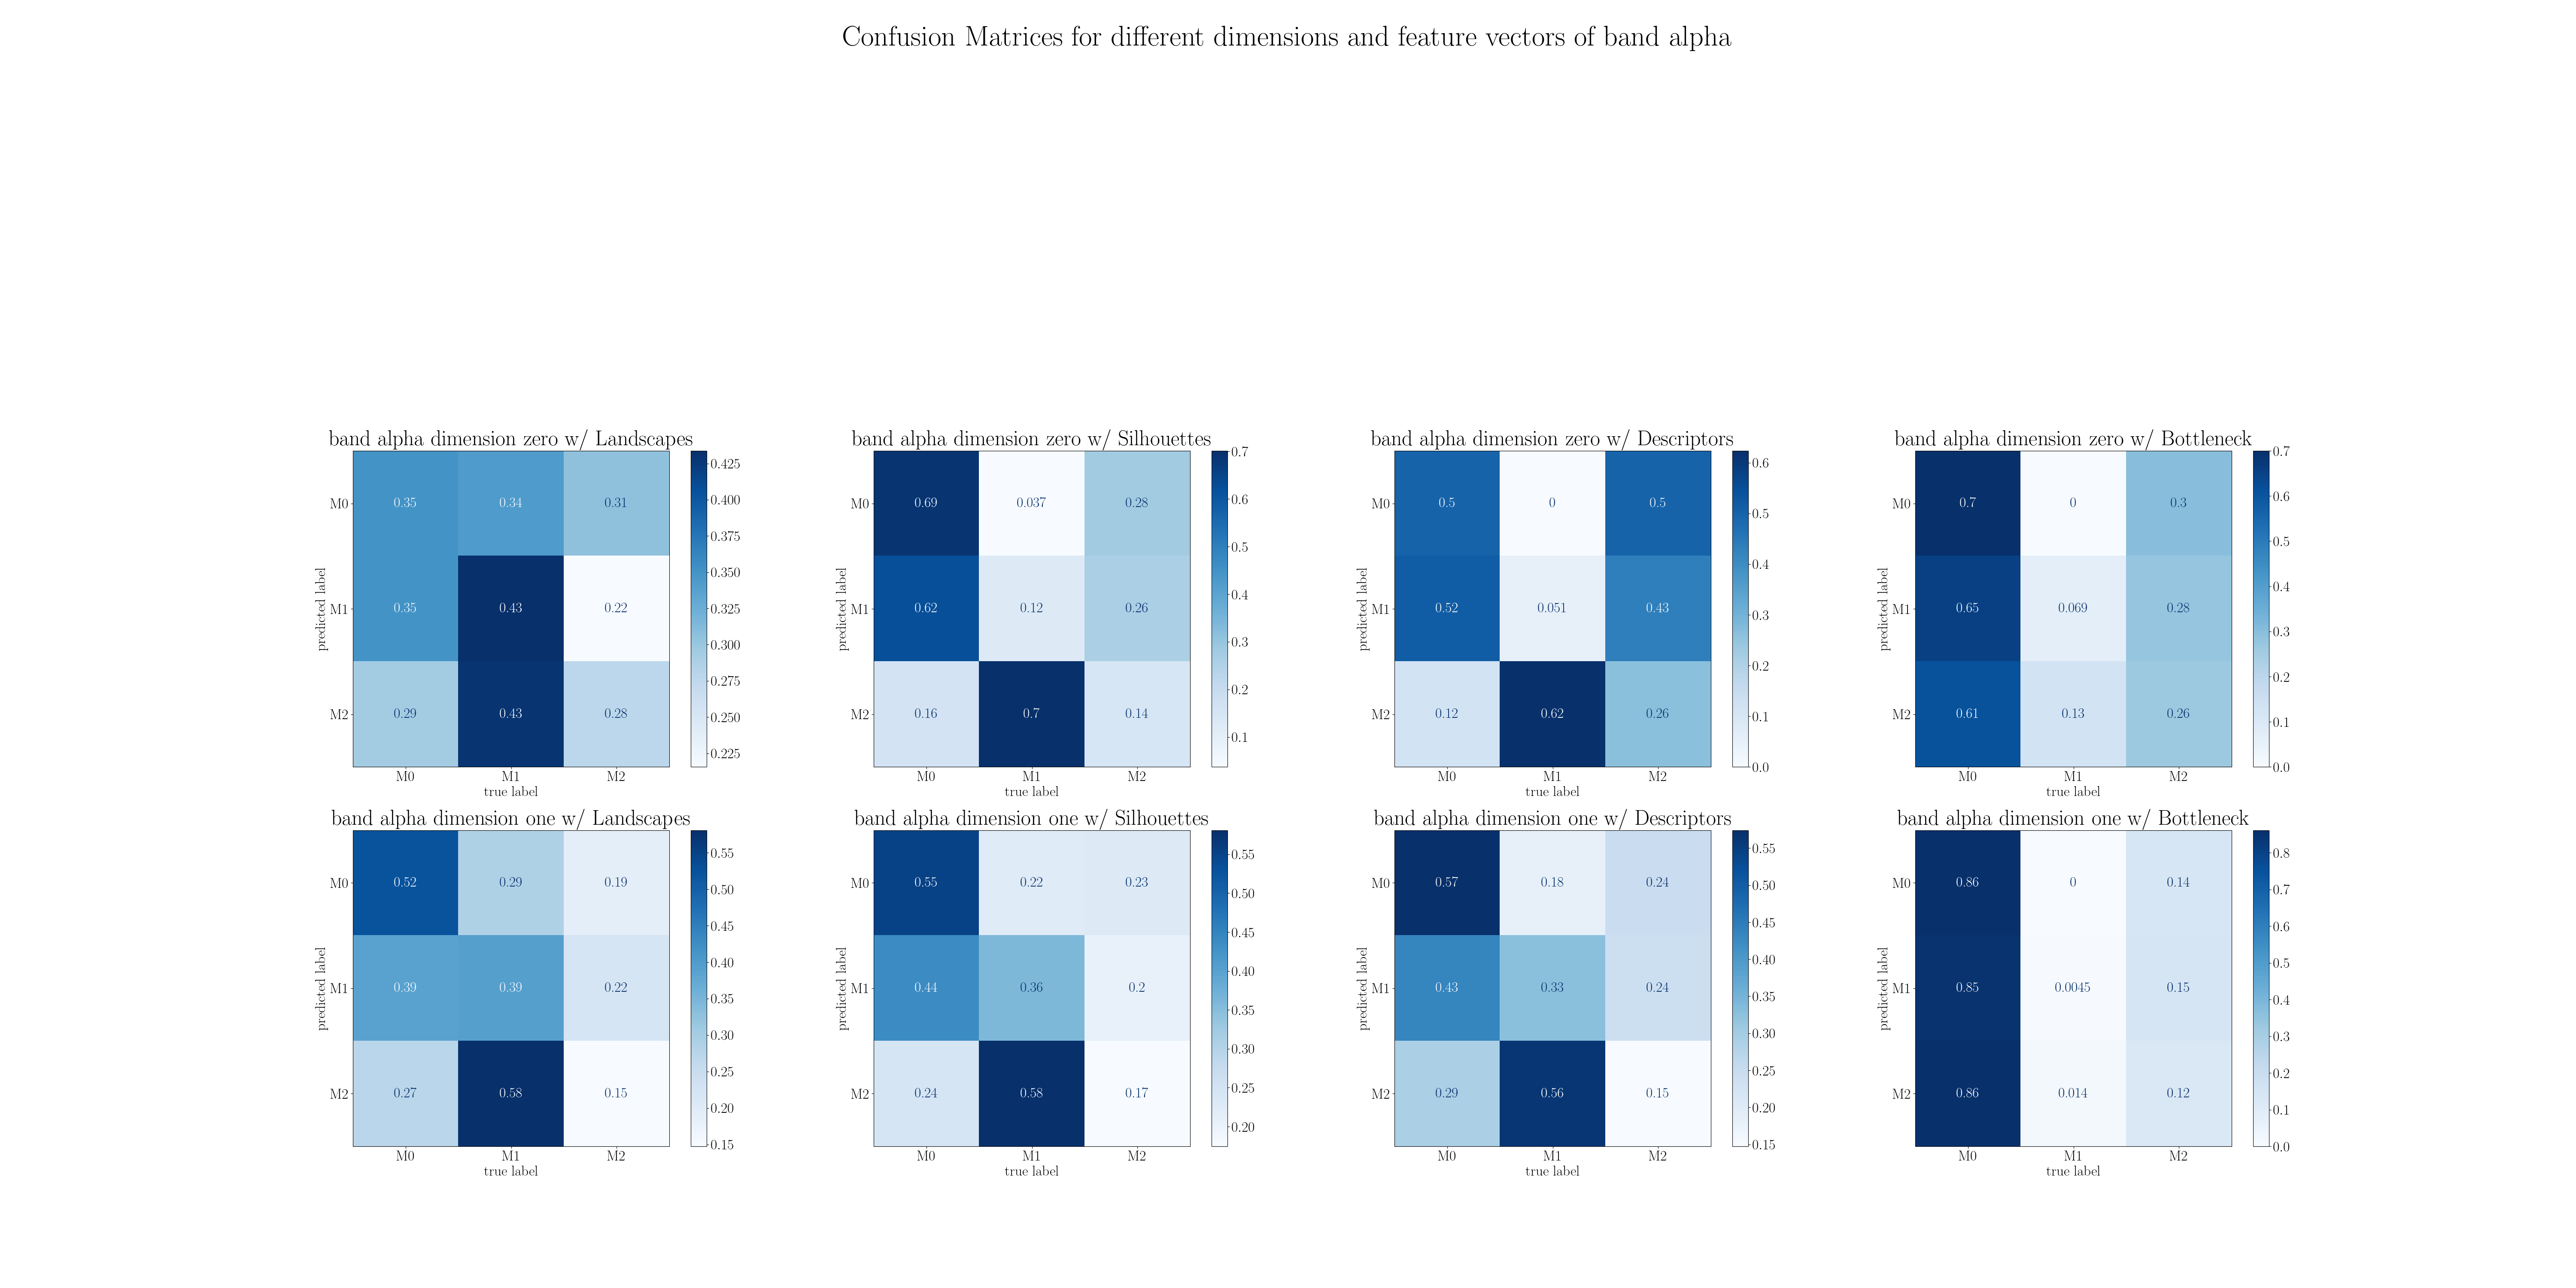 Confusion Matrices for different dimensions and feature vectors of band alpha
band alpha dimension zero w/ Landscapes
predicted label
M0 0.35 0.34 0.31
M1 0.35 0.43 0.22
M2 0.29 0.43 0.28
M0 M1 M2
true label
0.425
0.400
0.375
0.350
0.325
0.300
0.275
0.250
0.225
band alpha dimension zero w/ Silhouettes
predicted label
M0 0.69 0.037 0.28
M1 0.62 0.12 0.26
M2 0.16 0.7 0.14
M0 M1 M2
true label
0.7
0.6
0.5
0.4
0.3
0.2
0.1
band alpha dimension zero w/ Descriptors
predicted label
M0 0.5 0 0.5
M1 0.52 0.051 0.43
M2 0.12 0.62 0.26
M0 M1 M2
true label
0.6
0.5
0.4
0.3
0.2
0.1
0.0
band alpha dimension zero w/ Bottleneck
predicted label
M0 0.7 0 0.3
M1 0.65 0.069 0.28
M2 0.61 0.13 0.26
M0 M1 M2
true label
0.7
0.6
0.5
0.4
0.3
0.2
0.1
0.0
band alpha dimension one w/ Landscapes
predicted label
M0 0.52 0.29 0.19
M1 0.39 0.39 0.22
M2 0.27 0.58 0.15
M0 M1 M2
true label
0.55
0.50
0.45
0.40
0.35
0.30
0.25
0.20
0.15
band alpha dimension one w/ Silhouettes
predicted label
M0 0.55 0.22 0.23
M1 0.44 0.36 0.2
M2 0.24 0.58 0.17
M0 M1 M2
true label
0.55
0.50
0.45
0.40
0.35
0.30
0.25
0.20
band alpha dimension one w/ Descriptors
predicted label
M0 0.57 0.18 0.24
M1 0.43 0.33 0.24
M2 0.29 0.56 0.15
M0 M1 M2
true label
0.55
0.50
0.45
0.40
0.35
0.30
0.25
0.20
0.15
band alpha dimension one w/ Bottleneck
predicted label
M0 0.86 0 0.14
M1 0.85 0.0045 0.15
M2 0.86 0.014 0.12
M0 M1 M2
true label
0.8
0.7
0.6
0.5
0.4
0.3
0.2
0.1
0.0